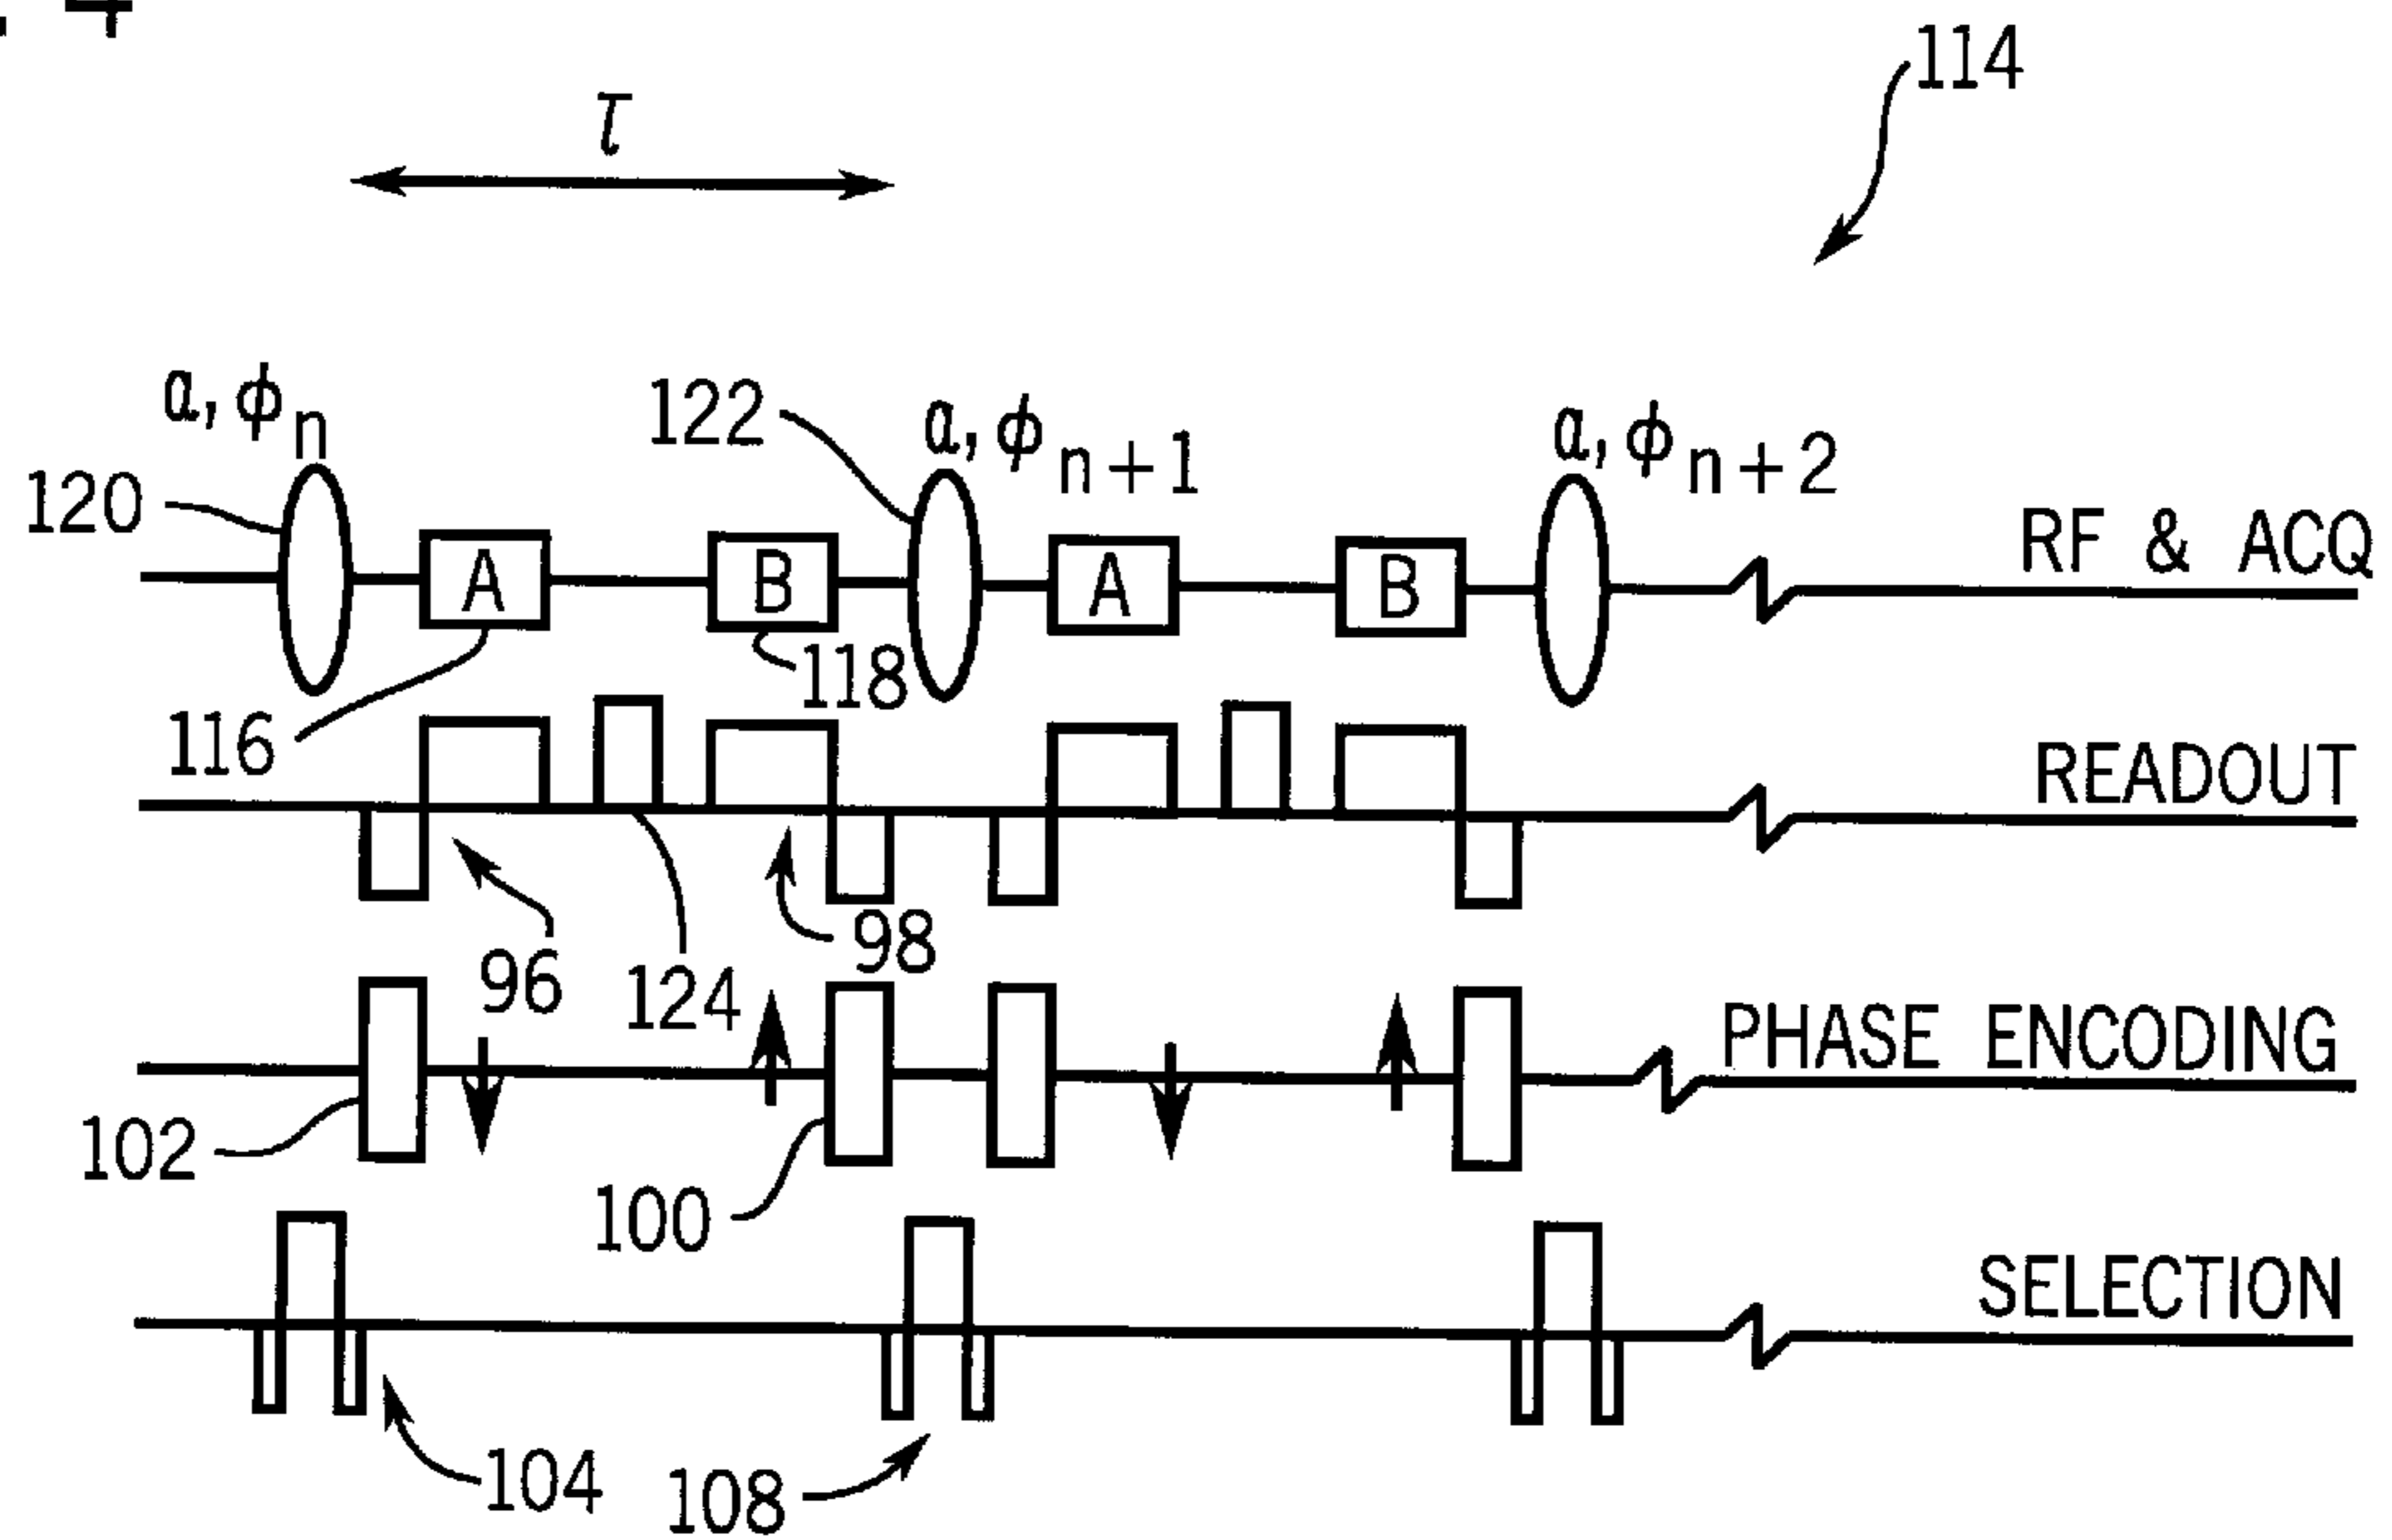 114
τ
α, ϕn
122
α, ϕn+1
α, ϕn+2
120
RF & ACQ
A
B
A
B
118
116
READOUT
96
124
98
PHASE ENCODING
102
100
SELECTION
104
108